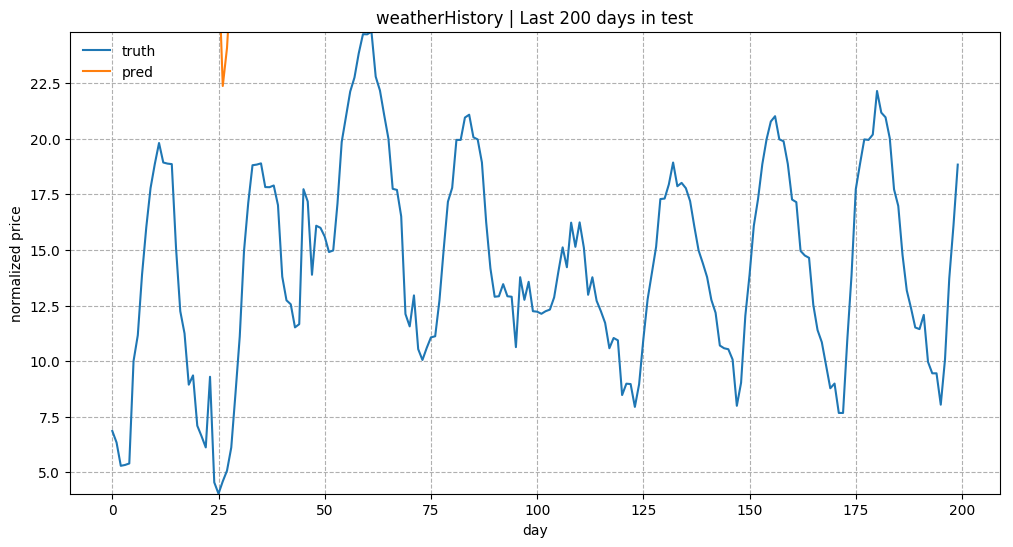 weatherHistory | Last 200 days in test
truth
pred
normalized price
22.5
20.0
17.5
15.0
12.5
10.0
7.5
5.0
0 25 50 75 100 125 150 175 200
day